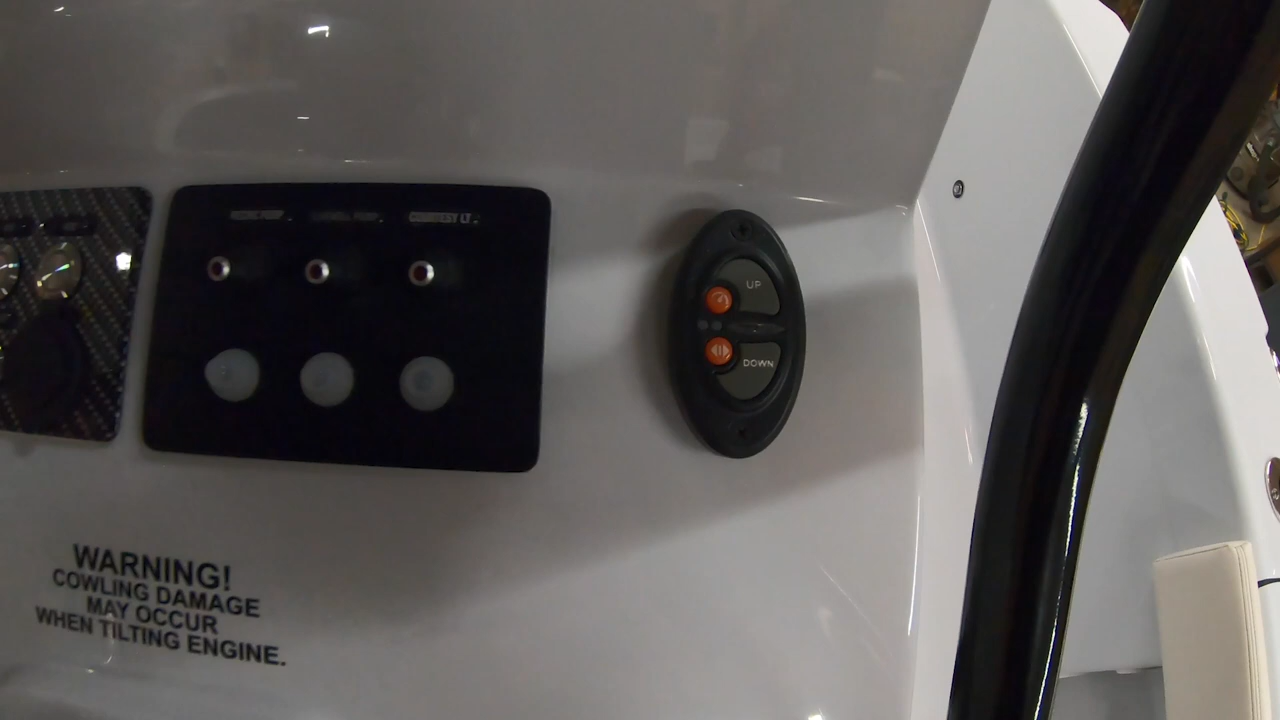 COURTESY LT.
UP
DOWN
WARNING!
COWLING DAMAGE
MAY OCCUR
WHEN TILTING ENGINE.